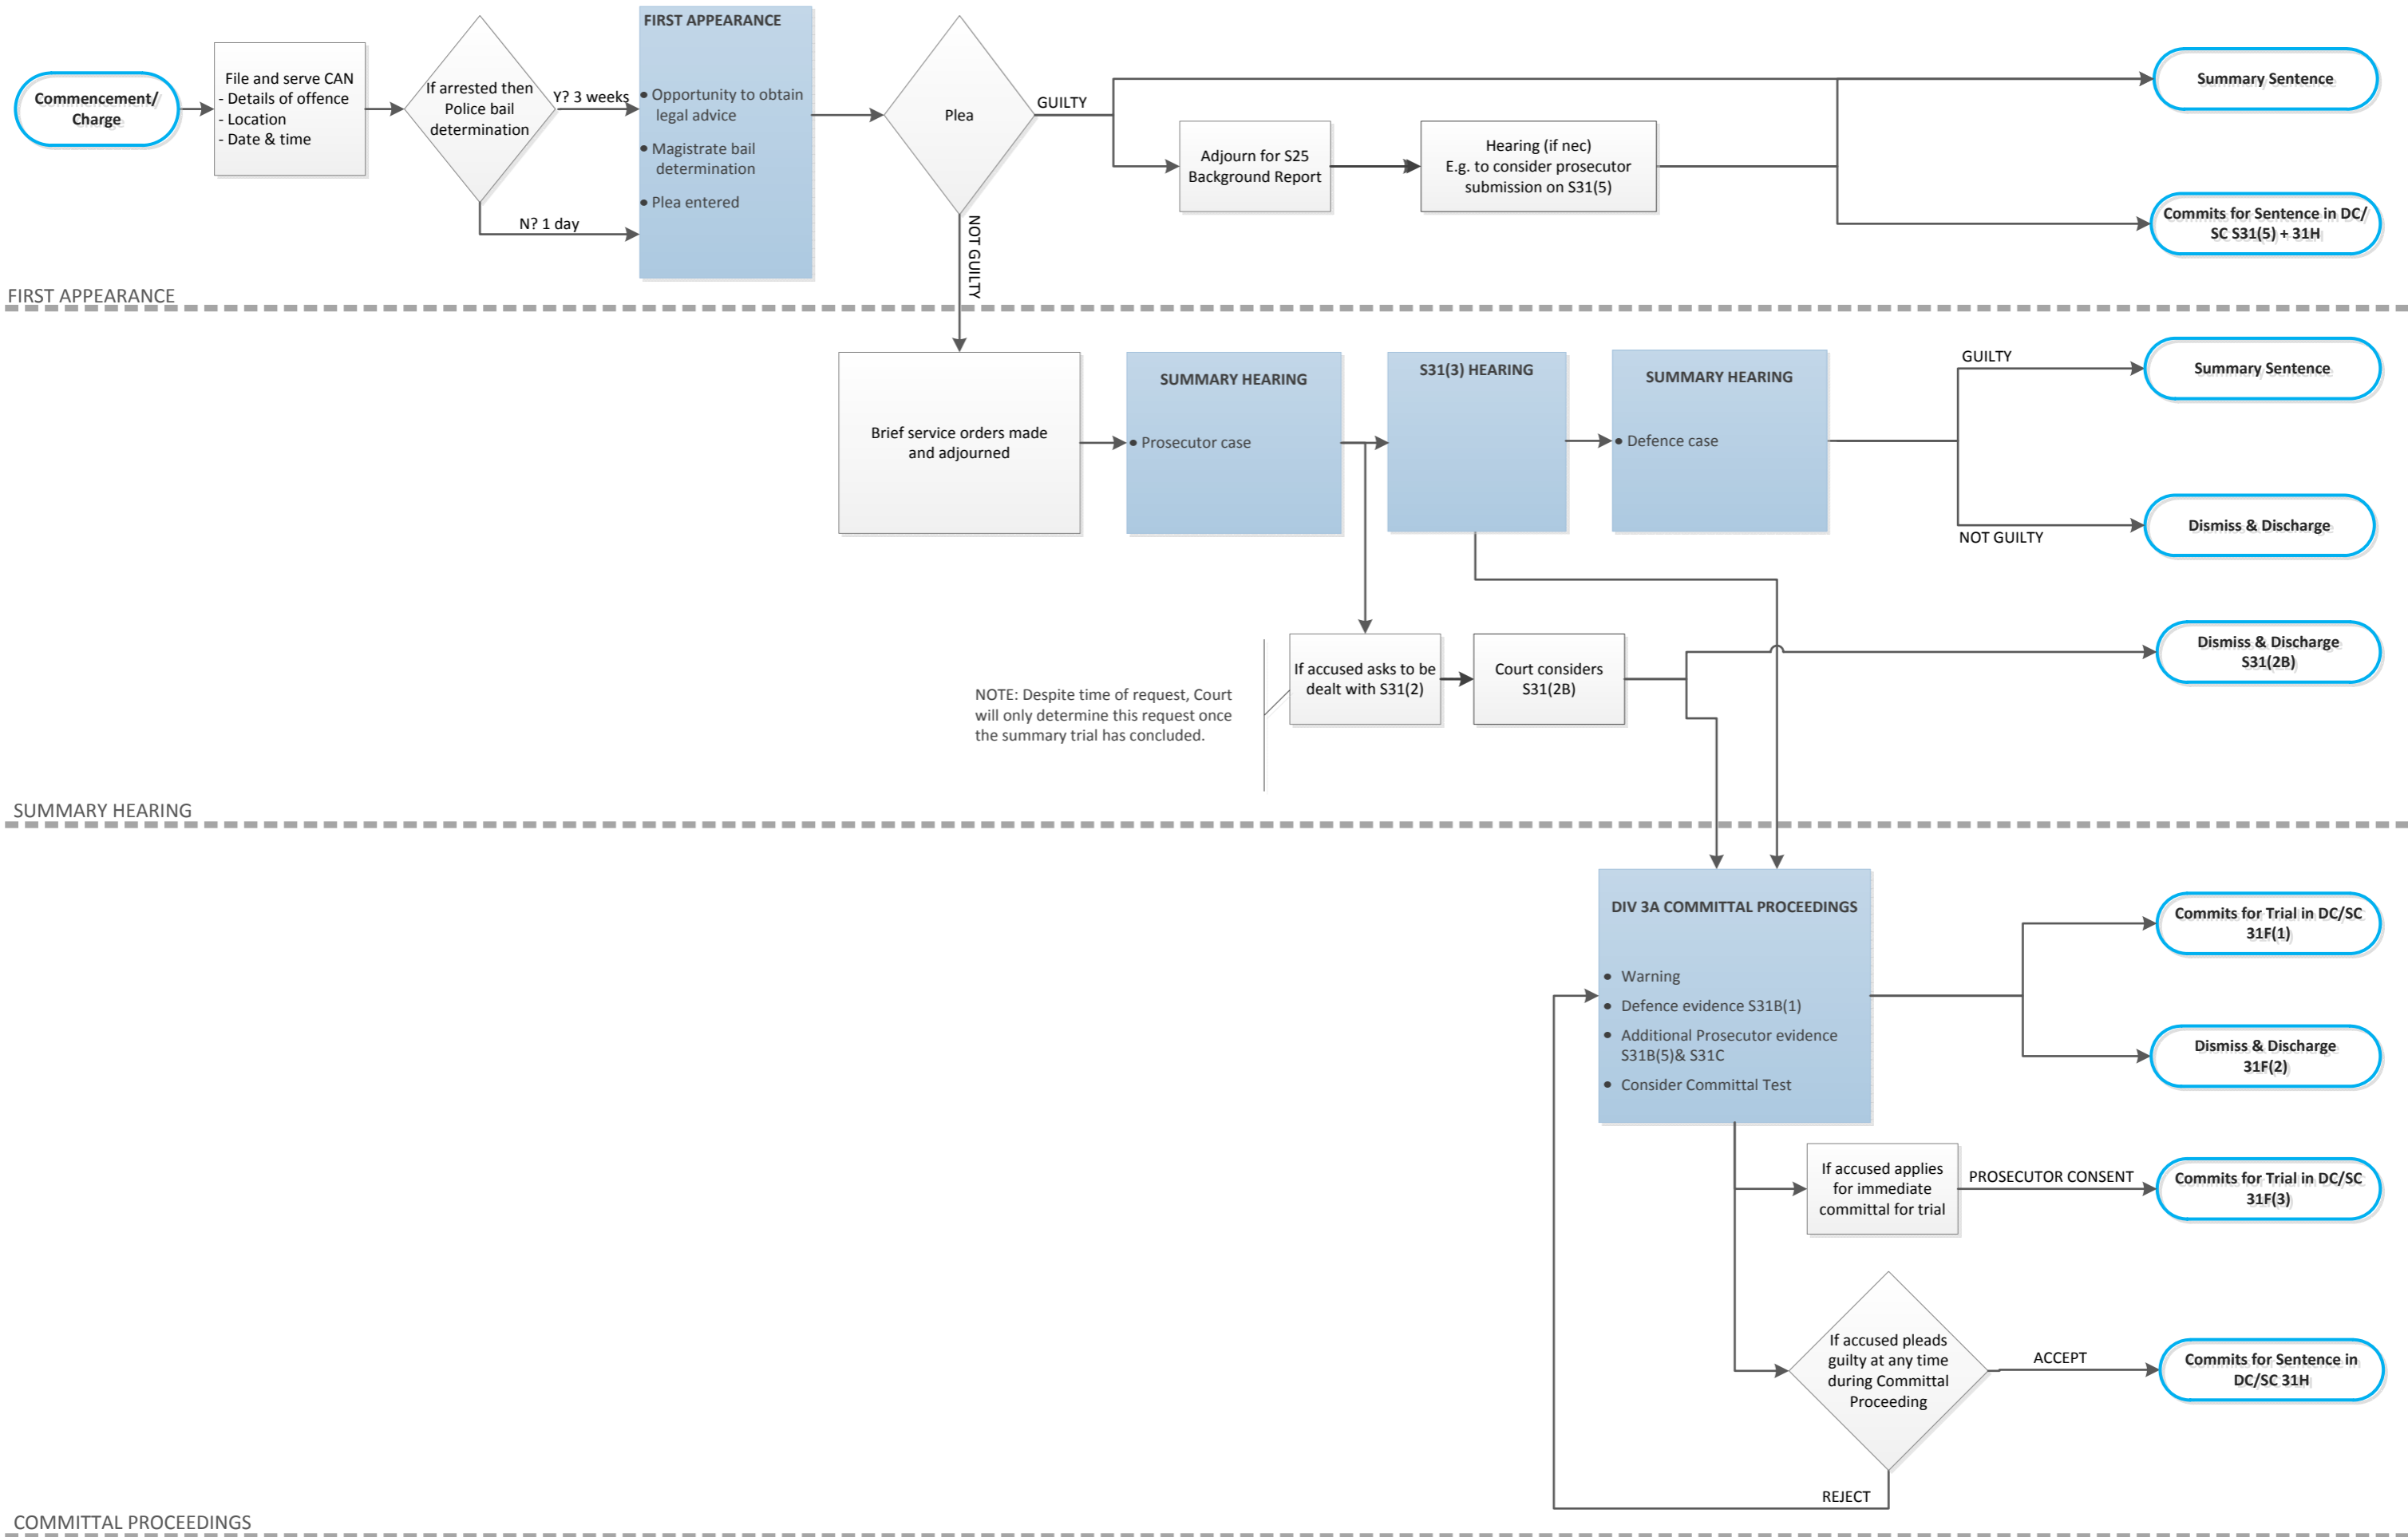 Commencement/
Charge
File and serve CAN
- Details of offence
- Location
- Date & time
If arrested then
Police bail
determination
Y? 3 weeks
N? 1 day
FIRST APPEARANCE
• Opportunity to obtain
legal advice
• Magistrate bail
determination
• Plea entered
Plea
GUILTY
NOT GUILTY
Adjourn for S25
Background Report
Hearing (if nec)
E.g. to consider prosecutor
submission on S31(5)
Summary Sentence
Commits for Sentence in DC/
SC S31(5) + 31H
FIRST APPEARANCE
Brief service orders made
and adjourned
SUMMARY HEARING
• Prosecutor case
S31(3) HEARING
SUMMARY HEARING
• Defence case
GUILTY
NOT GUILTY
Summary Sentence
Dismiss & Discharge
NOTE: Despite time of request, Court
will only determine this request once
the summary trial has concluded.
If accused asks to be
dealt with S31(2)
Court considers
S31(2B)
Dismiss & Discharge
S31(2B)
SUMMARY HEARING
DIV 3A COMMITTAL PROCEEDINGS
• Warning
• Defence evidence S31B(1)
• Additional Prosecutor evidence
S31B(5)& S31C
• Consider Committal Test
Commits for Trial in DC/SC
31F(1)
Dismiss & Discharge
31F(2)
If accused applies
for immediate
committal for trial
PROSECUTOR CONSENT
Commits for Trial in DC/SC
31F(3)
If accused pleads
guilty at any time
during Committal
Proceeding
ACCEPT
Commits for Sentence in
DC/SC 31H
REJECT
COMMITTAL PROCEEDINGS